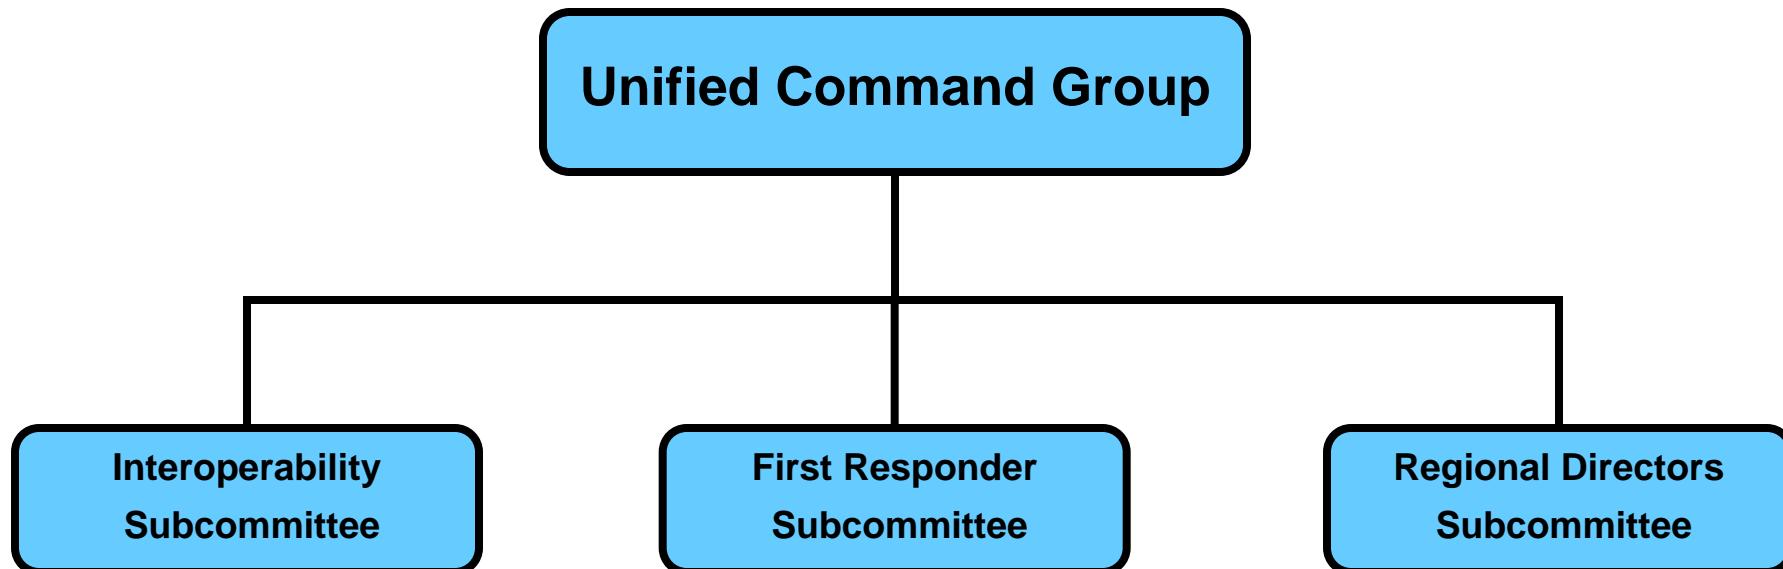 Unified Command Group
Interoperability
Subcommittee
First Responder
Subcommittee
Regional Directors
Subcommittee